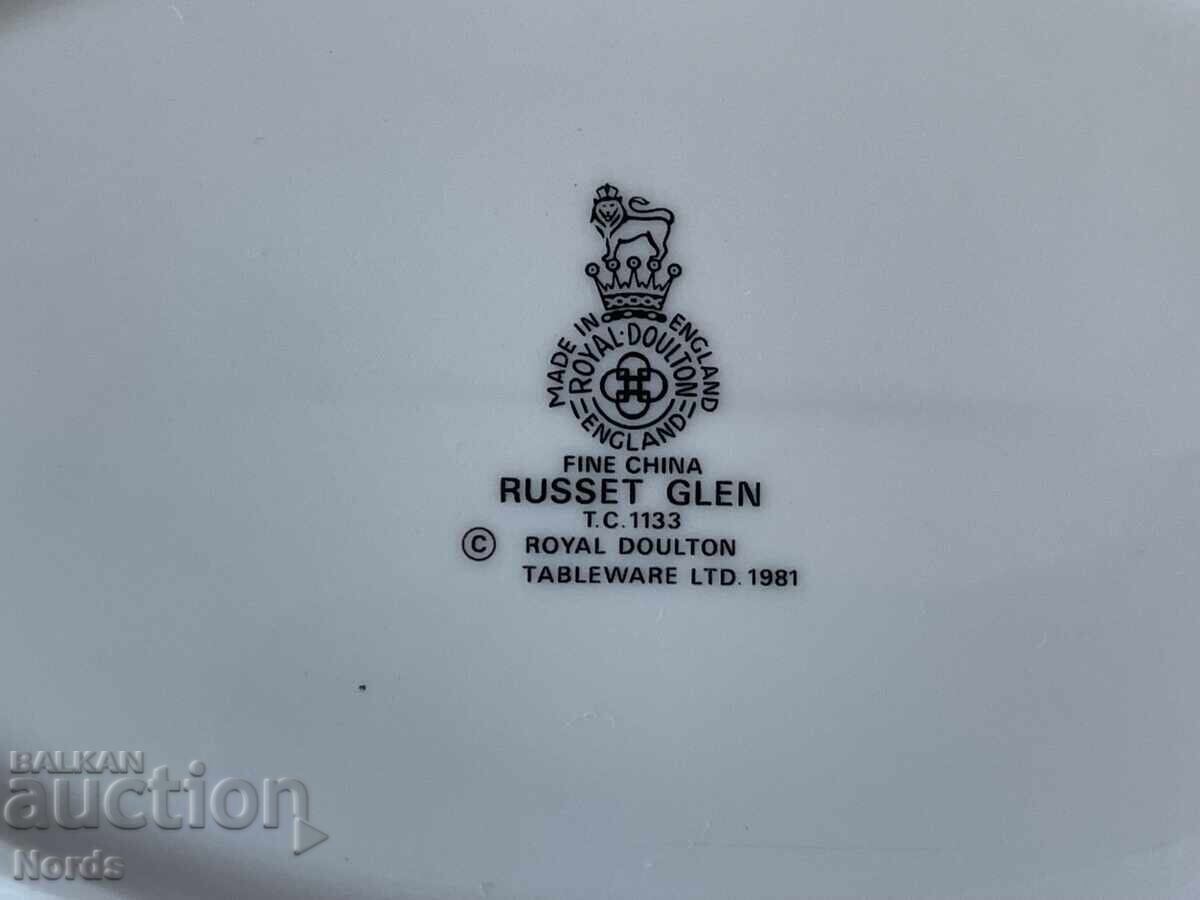 MADE IN ENGLAND
ROYAL·DOULTON
ENGLAND
FINE CHINA
RUSSET GLEN
T.C. 1133
© ROYAL DOULTON
TABLEWARE LTD. 1981
BALKAN
auction
Nords